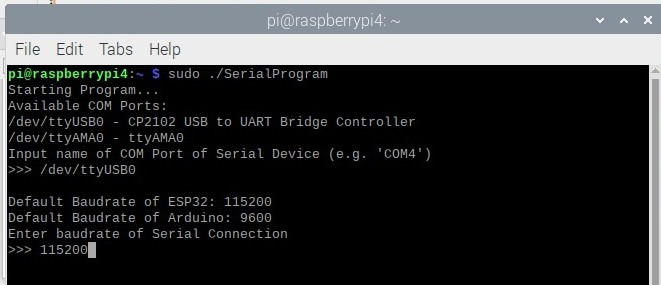 pi@raspberrypi4: ~
File Edit Tabs Help
pi@raspberrypi4:~ $ sudo ./SerialProgram
Starting Program...
Available COM Ports:
/dev/ttyUSB0 - CP2102 USB to UART Bridge Controller
/dev/ttyAMA0 - ttyAMA0
Input name of COM Port of Serial Device (e.g. 'COM4')
>>> /dev/ttyUSB0
Default Baudrate of ESP32: 115200
Default Baudrate of Arduino: 9600
Enter baudrate of Serial Connection
>>> 115200